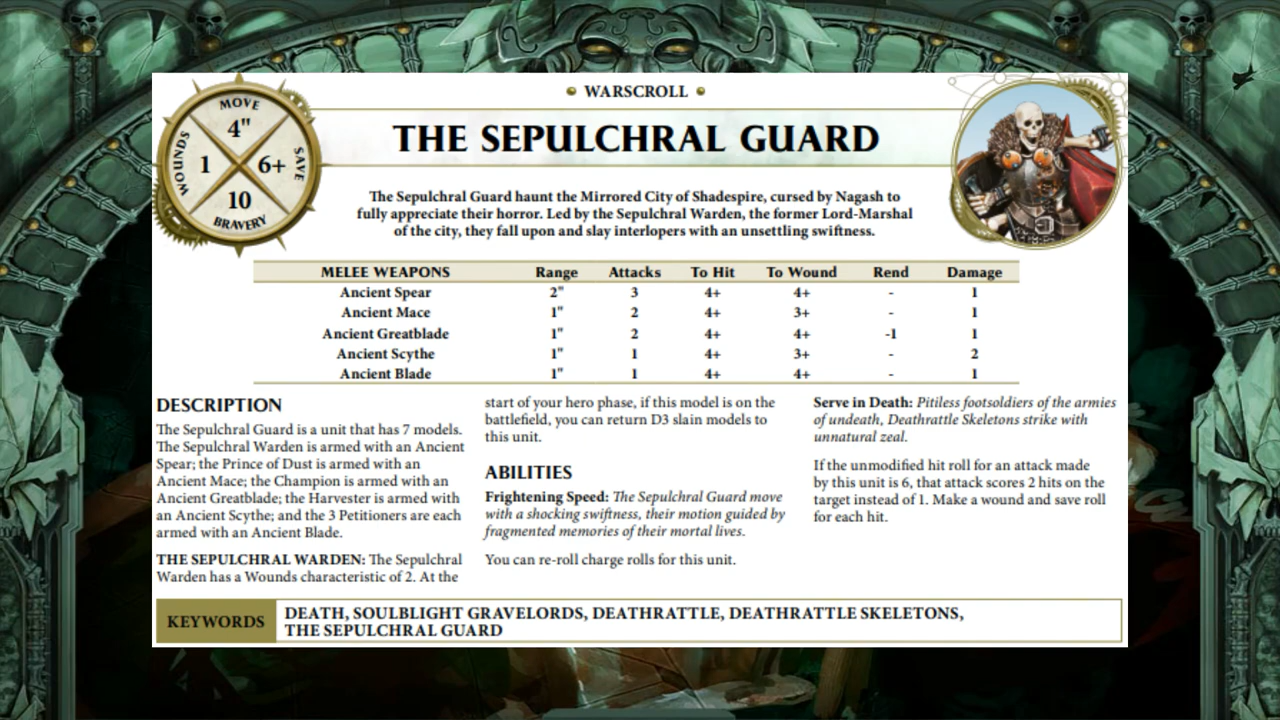 WARSCROLL
THE SEPULCHRAL GUARD
MOVE
4"
WOUNDS
1
6+
SAVE
10
BRAVERY
The Sepulchral Guard haunt the Mirrored City of Shadespire, cursed by Nagash to
fully appreciate their horror. Led by the Sepulchral Warden, the former Lord-Marshal
of the city, they fall upon and slay interlopers with an unsettling swiftness.
MELEE WEAPONS Range Attacks To Hit To Wound Rend Damage
Ancient Spear 2" 3 4+ 4+ - 1
Ancient Mace 1" 2 4+ 3+ - 1
Ancient Greatblade 1" 2 4+ 4+ -1 1
Ancient Scythe 1" 1 4+ 3+ - 2
Ancient Blade 1" 1 4+ 4+ - 1
DESCRIPTION
The Sepulchral Guard is a unit that has 7 models.
The Sepulchral Warden is armed with an Ancient
Spear; the Prince of Dust is armed with an
Ancient Mace; the Champion is armed with an
Ancient Greatblade; the Harvester is armed with
an Ancient Scythe; and the 3 Petitioners are each
armed with an Ancient Blade.
THE SEPULCHRAL WARDEN: The Sepulchral
Warden has a Wounds characteristic of 2. At the
start of your hero phase, if this model is on the
battlefield, you can return D3 slain models to
this unit.
ABILITIES
Frightening Speed: The Sepulchral Guard move
with a shocking swiftness, their motion guided by
fragmented memories of their mortal lives.
You can re-roll charge rolls for this unit.
Serve in Death: Pitiless footsoldiers of the armies
of undeath, Deathrattle Skeletons strike with
unnatural zeal.
If the unmodified hit roll for an attack made
by this unit is 6, that attack scores 2 hits on the
target instead of 1. Make a wound and save roll
for each hit.
KEYWORDS
DEATH, SOULBLIGHT GRAVELORDS, DEATHRATTLE, DEATHRATTLE SKELETONS,
THE SEPULCHRAL GUARD